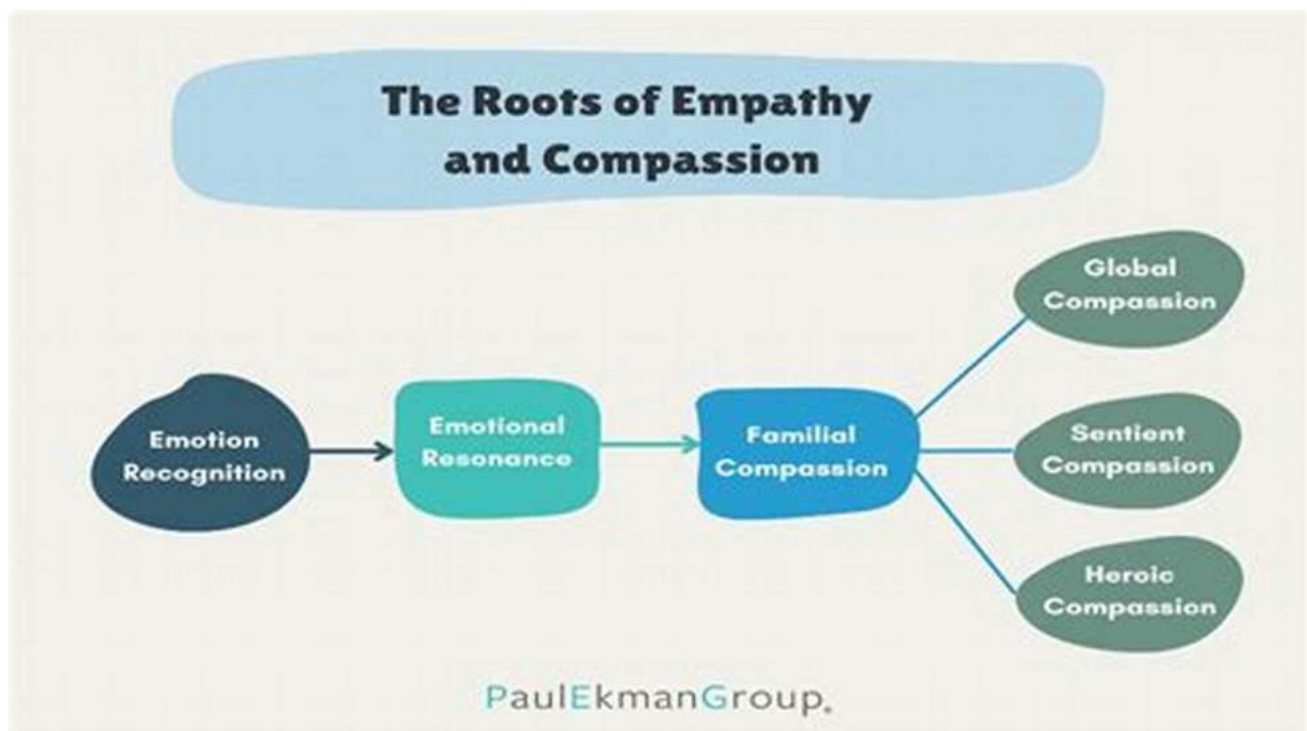 The Roots of Empathy
and Compassion
Emotion
Recognition
Emotional
Resonance
Familial
Compassion
Global
Compassion
Sentient
Compassion
Heroic
Compassion
PaulEkmanGroup.